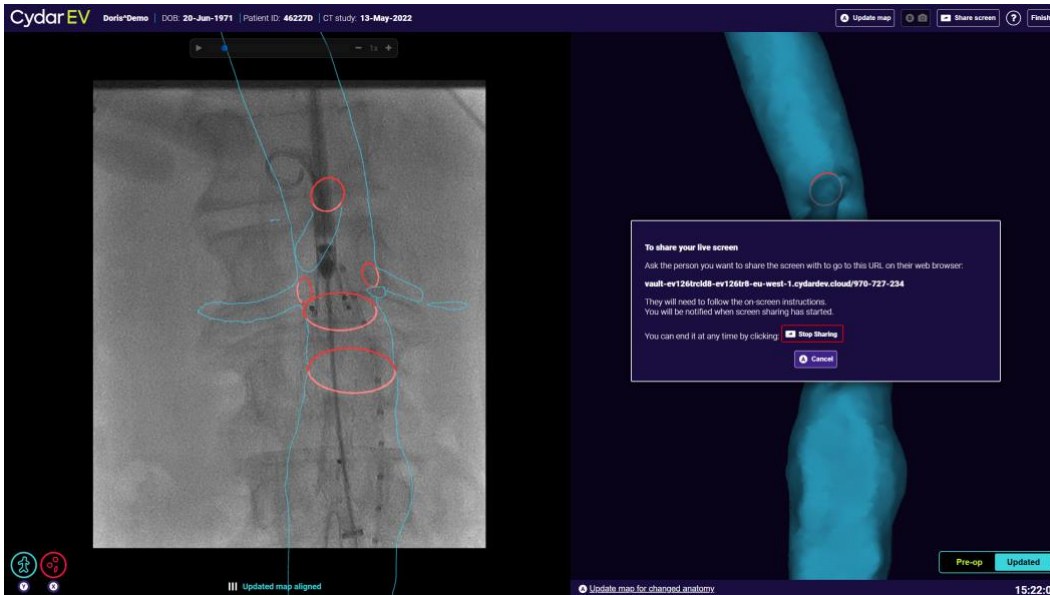 Cydar EV Doris^Demo | DOB: 20-Jun-1971 | Patient ID: 46227D | CT study: 13-May-2022
A Update map
Share screen
?
Finish
1x
To share your live screen
Ask the person you want to share the screen with to go to this URL on their web browser:
vault-ev126trcld8-ev126tr8-eu-west-1.cydardev.cloud/970-727-234
They will need to follow the on-screen instructions.
You will be notified when screen sharing has started.
You can end it at any time by clicking: Stop Sharing
A Cancel
Pre-op Updated
Y X
Updated map aligned
A Update map for changed anatomy
15:22:0